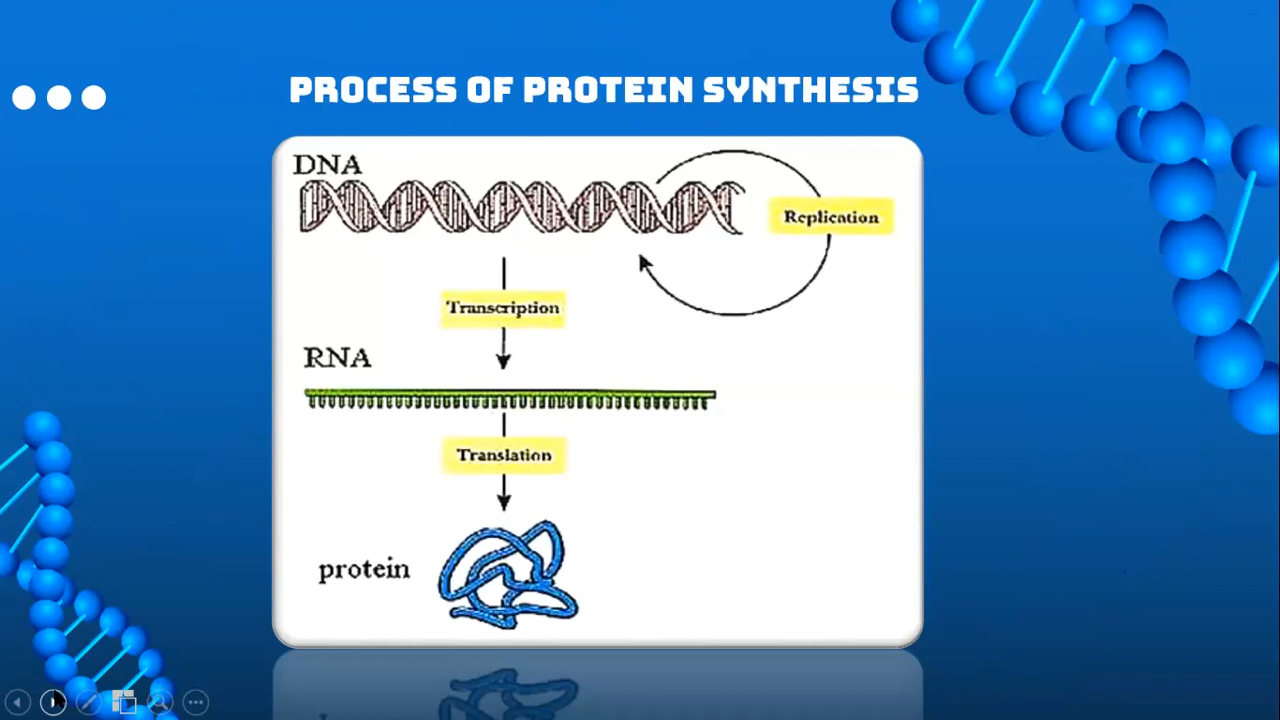 PROCESS OF PROTEIN SYNTHESIS
DNA
Replication
Transcription
RNA
Translation
protein